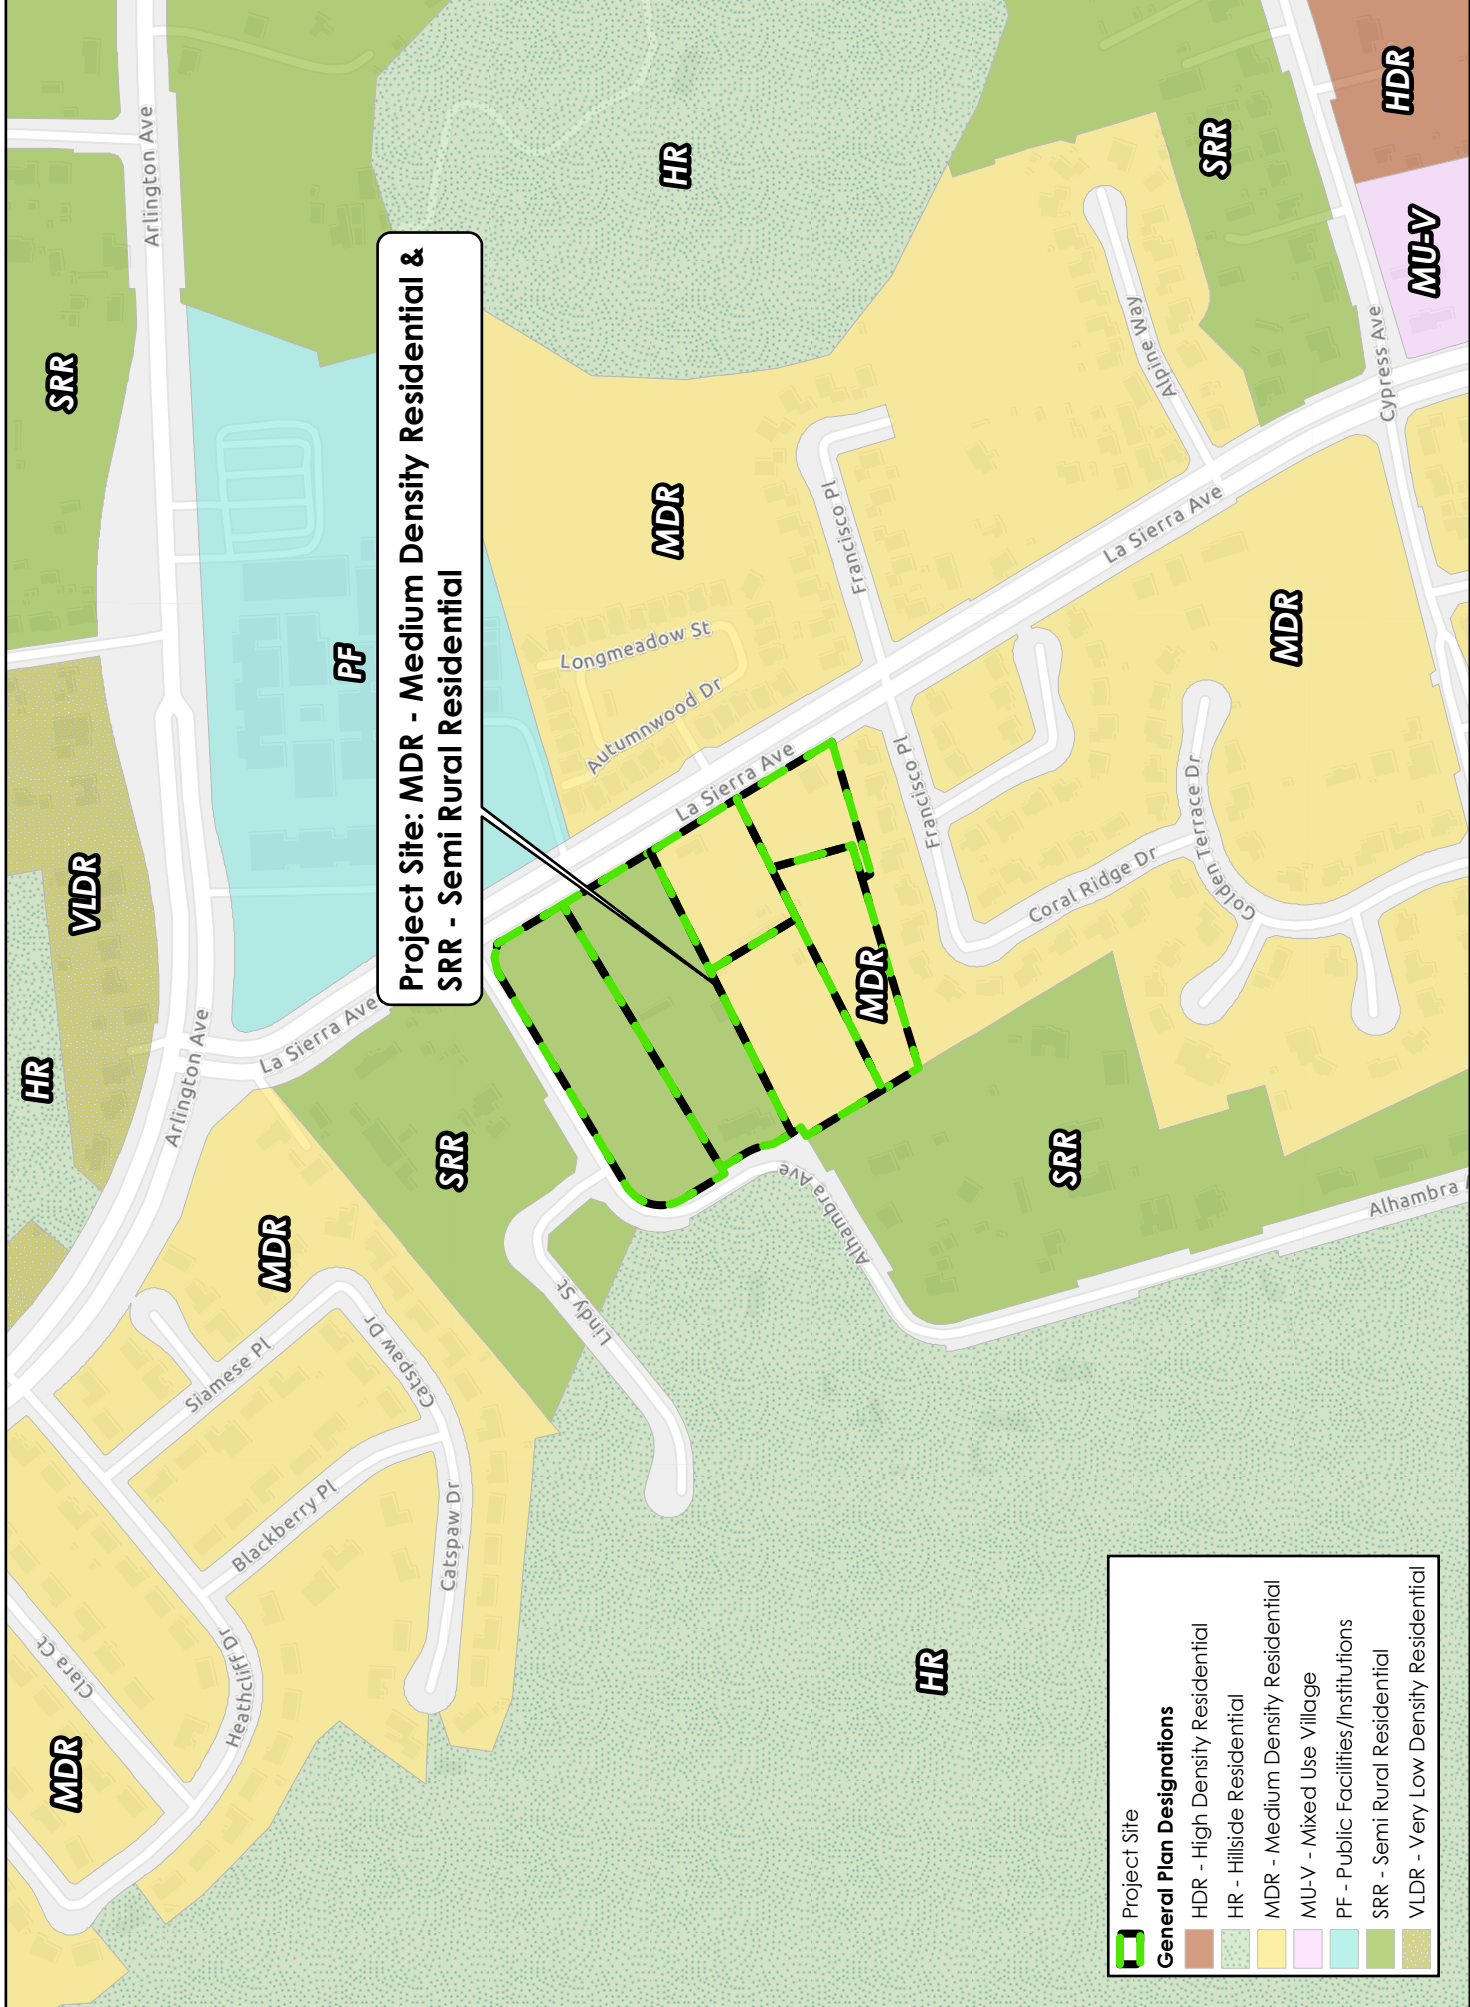 Project Site: MDR - Medium Density Residential &
SRR - Semi Rural Residential
MDR
Clara Ct
Heathcliff Dr
Blackberry Pl
Siamese Pl
Catspaw Dr
Catspaw Dr
MDR
HR
VLDR
SRR
Arlington Ave
Arlington Ave
La Sierra Ave
PF
SRR
Lindy St
Longmeadow St
Autumnwood Dr
MDR
HR
La Sierra Ave
Alhambra Ave
MDR
Francisco Pl
Francisco Pl
HR
SRR
Coral Ridge Dr
Golden Terrace Dr
La Sierra Ave
Alpine Way
SRR
MDR
Cypress Ave
Alhambra A
HDR
MU-V
Project Site
General Plan Designations
HDR - High Density Residential
HR - Hillside Residential
MDR - Medium Density Residential
MU-V - Mixed Use Village
PF - Public Facilities/Institutions
SRR - Semi Rural Residential
VLDR - Very Low Density Residential